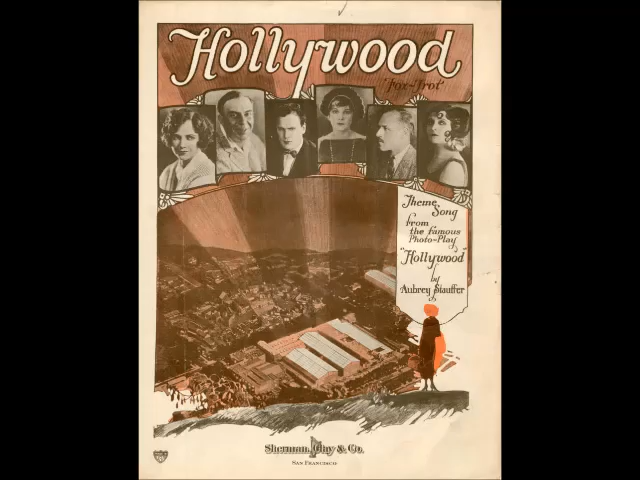 Hollywood
"Fox-Trot"
Theme
Song
from
the famous
Photo-Play
"Hollywood"
by
Aubrey Stauffer
Sherman, Clay & Co.
SAN FRANCISCO